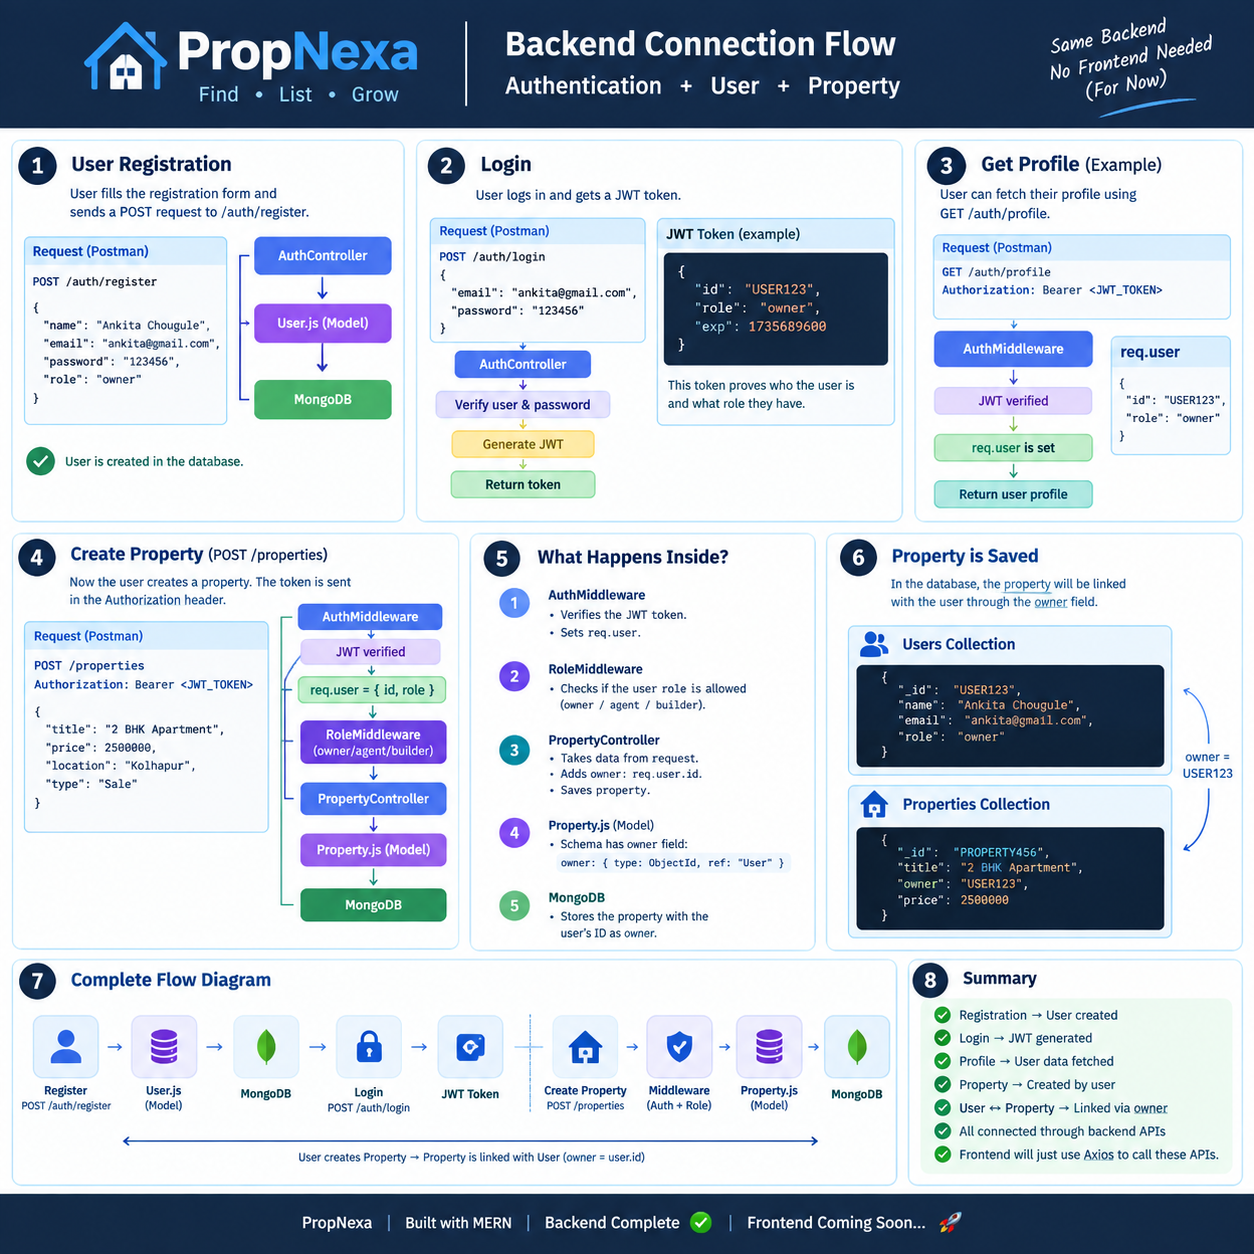 PropNexa
Find • List • Grow
Backend Connection Flow
Authentication + User + Property
Same Backend
No Frontend Needed
(For Now)
1 User Registration
User fills the registration form and
sends a POST request to /auth/register.
Request (Postman)
POST /auth/register
{
"name": "Ankita Chougule",
"email": "ankita@gmail.com",
"password": "123456",
"role": "owner"
}
AuthController
User.js (Model)
MongoDB
User is created in the database.
2 Login
User logs in and gets a JWT token.
Request (Postman)
POST /auth/login
{
"email": "ankita@gmail.com",
"password": "123456"
}
AuthController
Verify user & password
Generate JWT
Return token
JWT Token (example)
{
"id": "USER123",
"role": "owner",
"exp": 1735689600
}
This token proves who the user is
and what role they have.
3 Get Profile (Example)
User can fetch their profile using
GET /auth/profile.
Request (Postman)
GET /auth/profile
Authorization: Bearer <JWT_TOKEN>
AuthMiddleware
JWT verified
req.user is set
Return user profile
req.user
{
"id": "USER123",
"role": "owner"
}
4 Create Property (POST /properties)
Now the user creates a property. The token is sent
in the Authorization header.
Request (Postman)
POST /properties
Authorization: Bearer <JWT_TOKEN>
{
"title": "2 BHK Apartment",
"price": 2500000,
"location": "Kolhapur",
"type": "Sale"
}
AuthMiddleware
JWT verified
req.user = { id, role }
RoleMiddleware
(owner/agent/builder)
PropertyController
Property.js (Model)
MongoDB
5 What Happens Inside?
1 AuthMiddleware
• Verifies the JWT token.
• Sets req.user.
2 RoleMiddleware
• Checks if the user role is allowed
(owner / agent / builder).
3 PropertyController
• Takes data from request.
• Adds owner: req.user.id.
• Saves property.
4 Property.js (Model)
• Schema has owner field:
owner: { type: ObjectId, ref: "User" }
5 MongoDB
• Stores the property with the
user's ID as owner.
6 Property is Saved
In the database, the property will be linked
with the user through the owner field.
Users Collection
{
"_id": "USER123",
"name": "Ankita Chougule",
"email": "ankita@gmail.com",
"role": "owner"
}
Properties Collection
{
"_id": "PROPERTY456",
"title": "2 BHK Apartment",
"owner": "USER123",
"price": 2500000
}
owner =
USER123
7 Complete Flow Diagram
Register
POST /auth/register
User.js
(Model)
MongoDB
Login
POST /auth/login
JWT Token
Create Property
POST /properties
Middleware
(Auth + Role)
Property.js
(Model)
MongoDB
User creates Property → Property is linked with User (owner = user.id)
8 Summary
Registration → User created
Login → JWT generated
Profile → User data fetched
Property → Created by user
User ↔ Property → Linked via owner
All connected through backend APIs
Frontend will just use Axios to call these APIs.
PropNexa | Built with MERN | Backend Complete ✅ | Frontend Coming Soon... 🚀